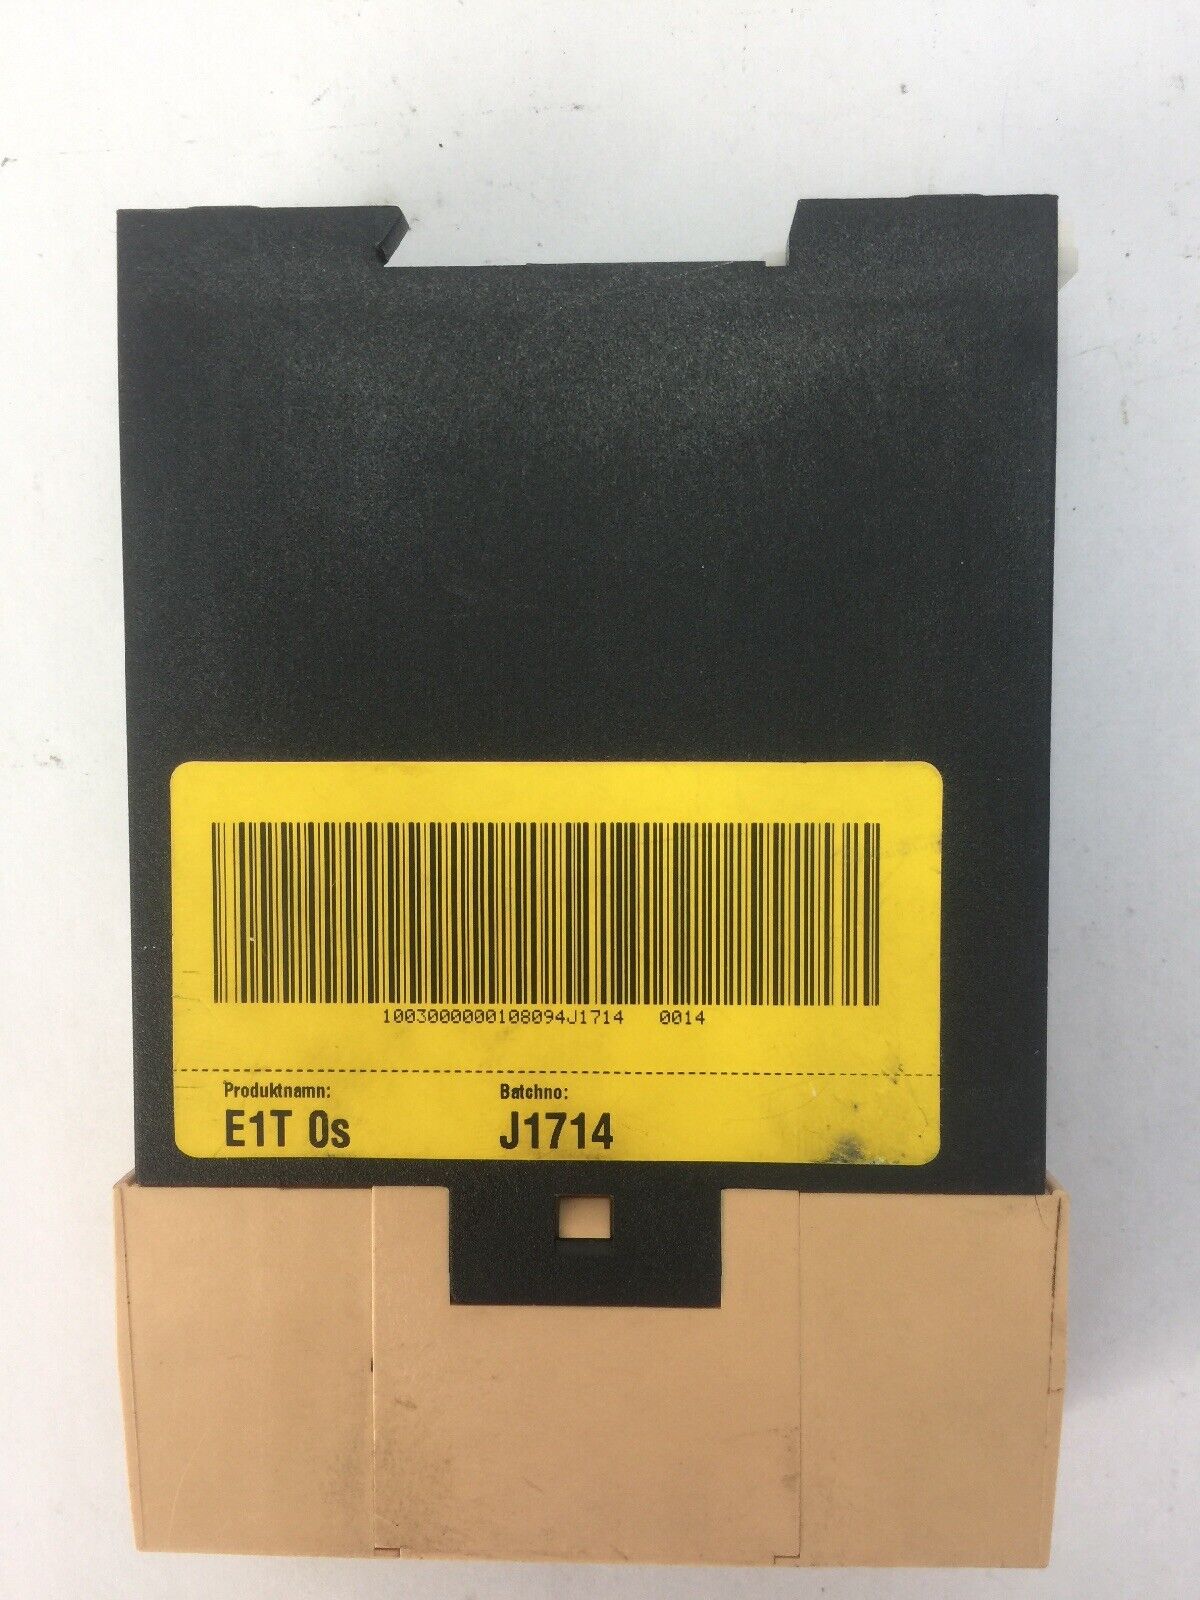 1003000000108094J1714 0014
Produktnamn: Batchno:
E1T 0s J1714